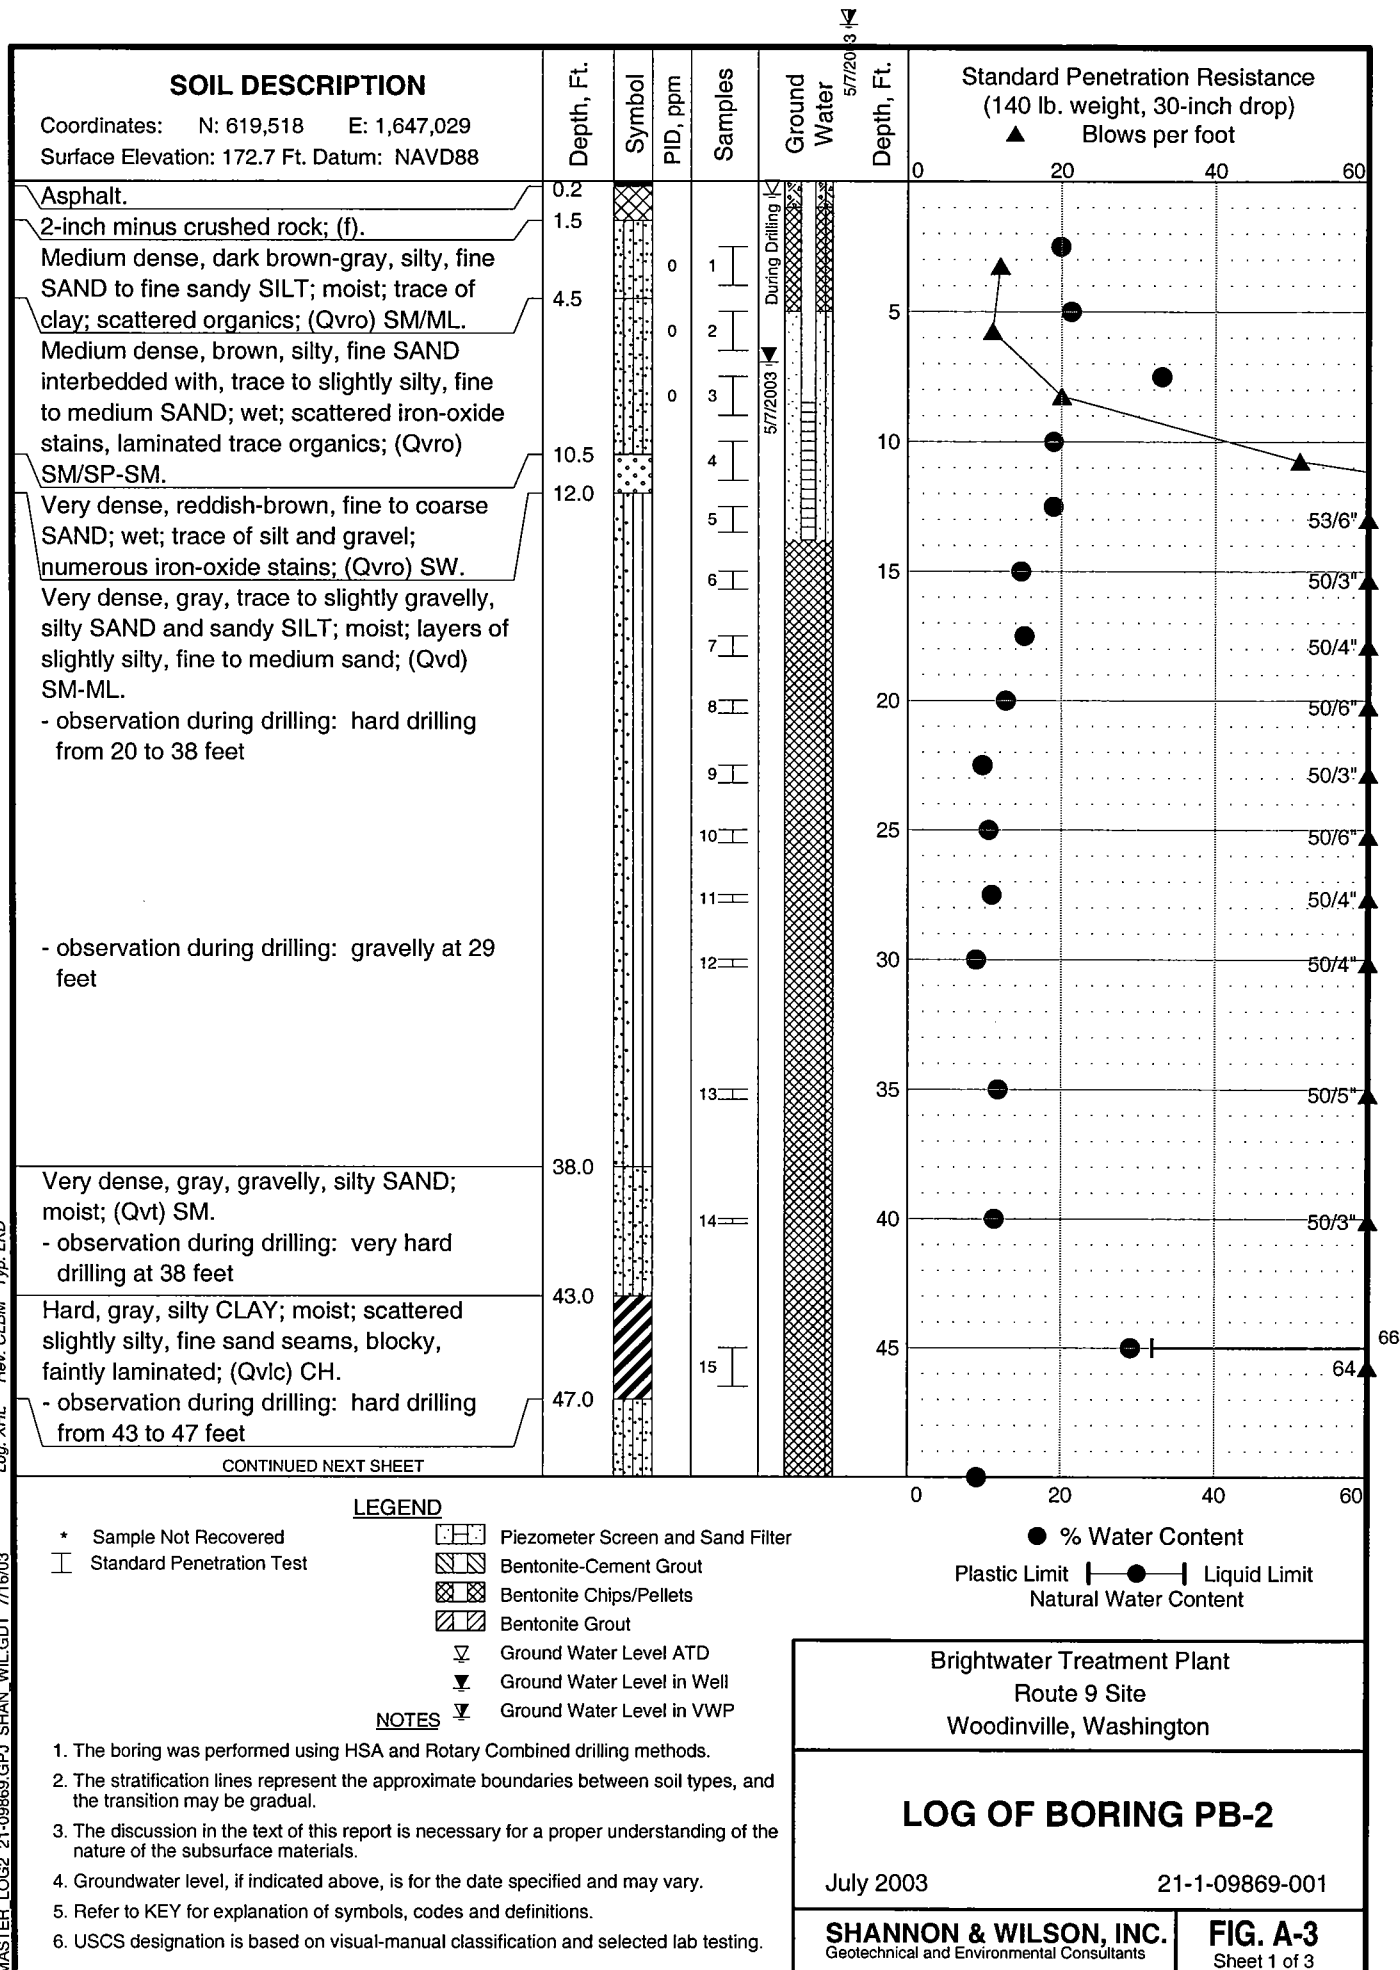 SOIL DESCRIPTION
Coordinates: N: 619,518 E: 1,647,029
Surface Elevation: 172.7 Ft. Datum: NAVD88
Depth, Ft.
Symbol
PID, ppm
Samples
Ground
Water
5/7/2003
Depth, Ft.
Standard Penetration Resistance
(140 lb. weight, 30-inch drop)
▲ Blows per foot
0 20 40 60
Asphalt.
0.2
2-inch minus crushed rock; (f).
1.5
Medium dense, dark brown-gray, silty, fine
SAND to fine sandy SILT; moist; trace of
clay; scattered organics; (Qvro) SM/ML.
4.5
Medium dense, brown, silty, fine SAND
interbedded with, trace to slightly silty, fine
to medium SAND; wet; scattered iron-oxide
stains, laminated trace organics; (Qvro)
SM/SP-SM.
10.5
Very dense, reddish-brown, fine to coarse
SAND; wet; trace of silt and gravel;
numerous iron-oxide stains; (Qvro) SW.
12.0
Very dense, gray, trace to slightly gravelly,
silty SAND and sandy SILT; moist; layers of
slightly silty, fine to medium sand; (Qvd)
SM-ML.
- observation during drilling: hard drilling
from 20 to 38 feet
- observation during drilling: gravelly at 29
feet
38.0
Very dense, gray, gravelly, silty SAND;
moist; (Qvt) SM.
- observation during drilling: very hard
drilling at 38 feet
43.0
Hard, gray, silty CLAY; moist; scattered
slightly silty, fine sand seams, blocky,
faintly laminated; (Qvlc) CH.
- observation during drilling: hard drilling
from 43 to 47 feet
47.0
CONTINUED NEXT SHEET
0
0
0
1
2
3
4
5
6
7
8
9
10
11
12
13
14
15
During Drilling
5/7/2003
5
10
15
20
25
30
35
40
45
53/6"
50/3"
50/4"
50/6"
50/3"
50/6"
50/4"
50/4"
50/5"
50/3"
66
64
0 20 40 60
LEGEND
* Sample Not Recovered
Standard Penetration Test
Piezometer Screen and Sand Filter
Bentonite-Cement Grout
Bentonite Chips/Pellets
Bentonite Grout
Ground Water Level ATD
Ground Water Level in Well
Ground Water Level in VWP
● % Water Content
Plastic Limit Liquid Limit
Natural Water Content
NOTES
1. The boring was performed using HSA and Rotary Combined drilling methods.
2. The stratification lines represent the approximate boundaries between soil types, and
the transition may be gradual.
3. The discussion in the text of this report is necessary for a proper understanding of the
nature of the subsurface materials.
4. Groundwater level, if indicated above, is for the date specified and may vary.
5. Refer to KEY for explanation of symbols, codes and definitions.
6. USCS designation is based on visual-manual classification and selected lab testing.
Brightwater Treatment Plant
Route 9 Site
Woodinville, Washington
LOG OF BORING PB-2
July 2003 21-1-09869-001
SHANNON & WILSON, INC.
Geotechnical and Environmental Consultants
FIG. A-3
Sheet 1 of 3
MASTER_LOG2 21-09869.GPJ SHAN_WIL.GDT 7/16/03